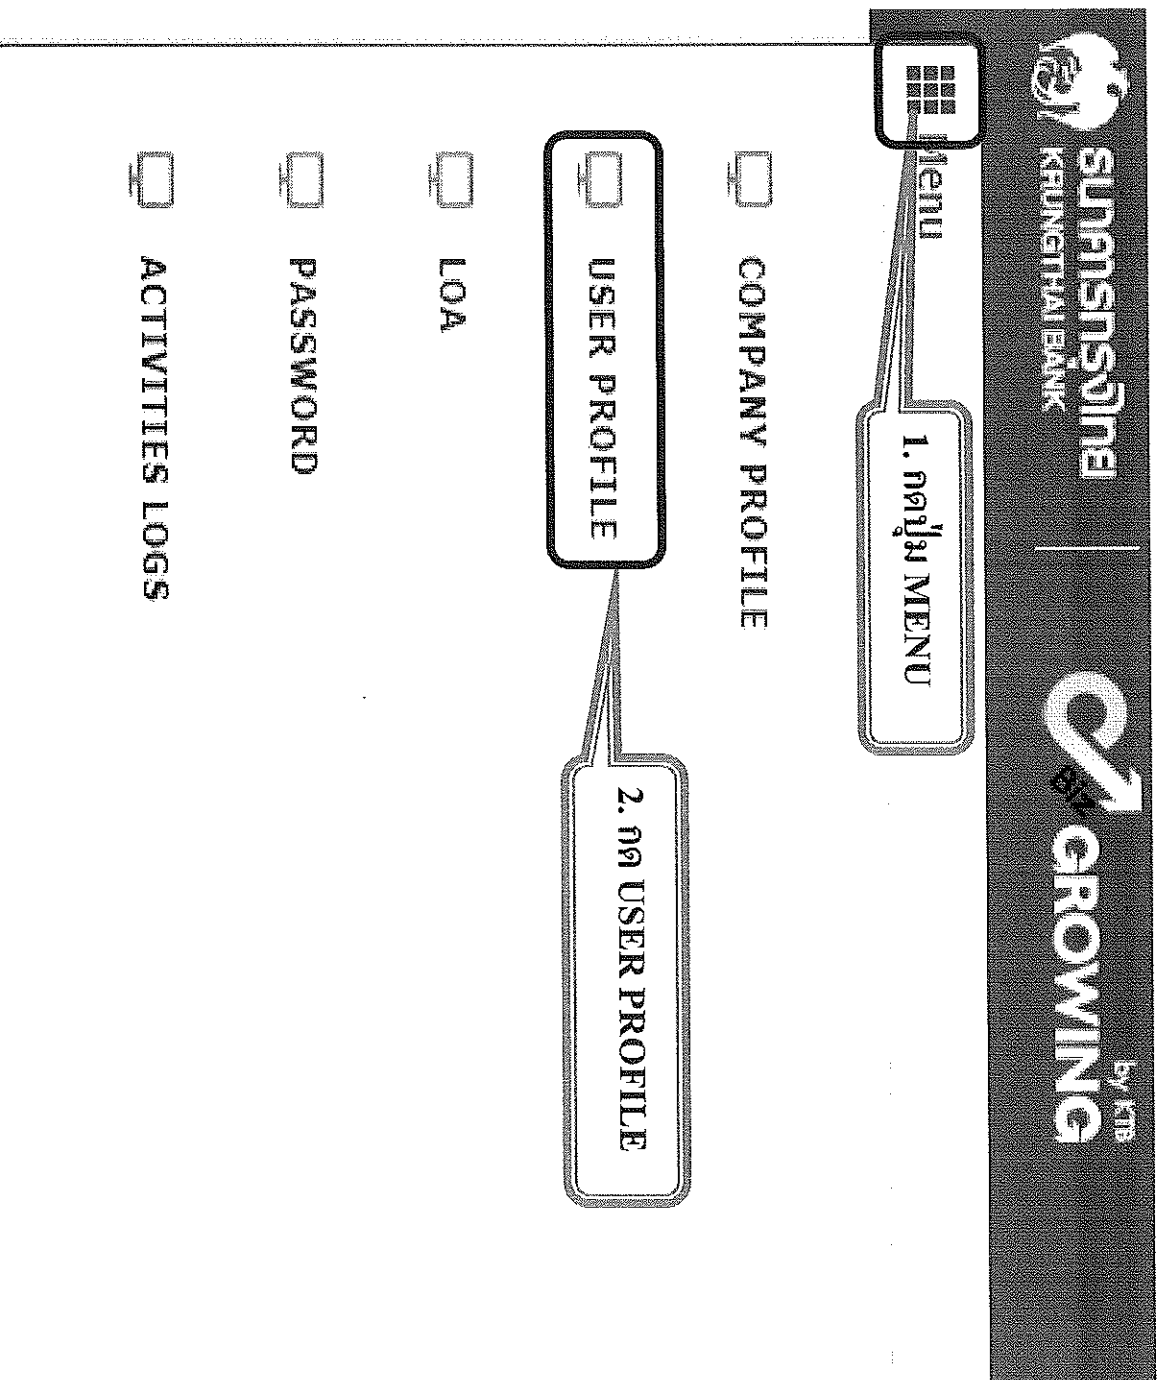 ธนาคารกรุงไทย
KRUNGTHAI BANK
Biz GROWING
by KTB
Menu
1. กดปุ่ม MENU
COMPANY PROFILE
USER PROFILE
2. กด USER PROFILE
LOA
PASSWORD
ACTIVITIES LOGS